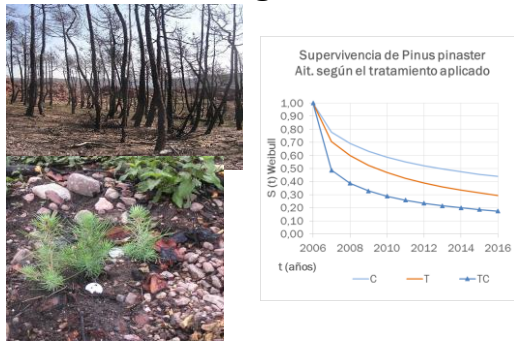 Supervivencia de Pinus pinaster
Ait. según el tratamiento aplicado
S (t) Weibull
1,00
0,90
0,80
0,70
0,60
0,50
0,40
0,30
0,20
0,10
0,00
2006 2008 2010 2012 2014 2016
t (años)
C T TC